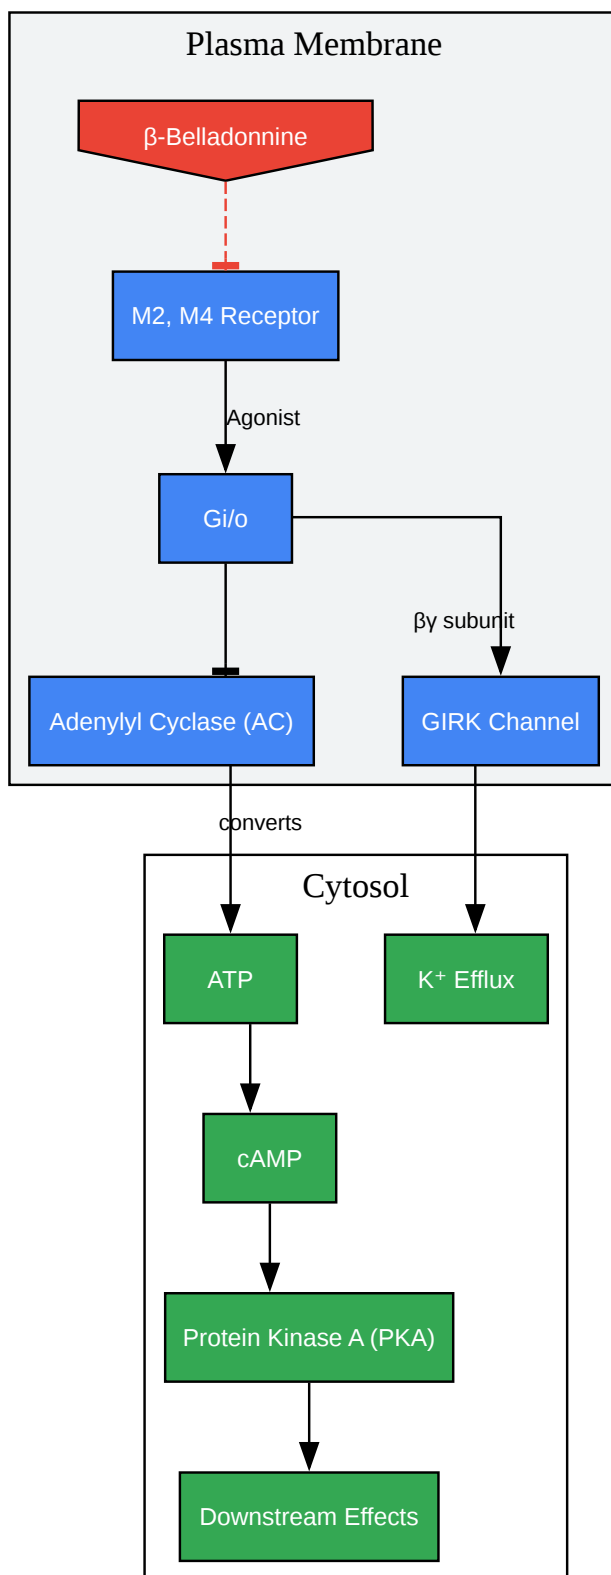 Plasma Membrane
β-Belladonnine
M2, M4 Receptor
Agonist
Gi/o
βγ subunit
Adenylyl Cyclase (AC)
GIRK Channel
converts
Cytosol
ATP
K⁺ Efflux
cAMP
Protein Kinase A (PKA)
Downstream Effects